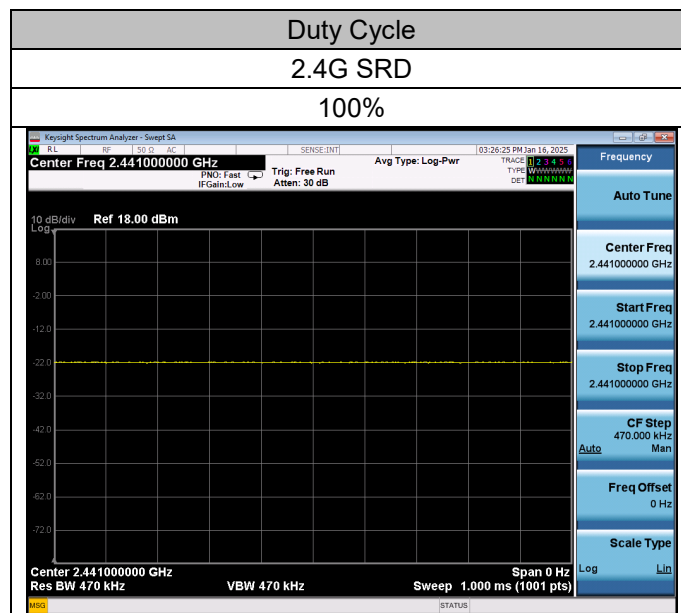 Duty Cycle
2.4G SRD
100%
Keysight Spectrum Analyzer - Swept SA
RL RF 50 Ω AC SENSE:INT 03:26:25 PM Jan 16, 2025
Center Freq 2.441000000 GHz
PNO: Fast
IFGain:Low
Trig: Free Run
Atten: 30 dB
Avg Type: Log-Pwr
TRACE 1 2 3 4 5 6
TYPE WWWWWW
DET N N N N N N
10 dB/div Ref 18.00 dBm
Log
8.00
-2.00
-12.0
-22.0
-32.0
-42.0
-52.0
-62.0
-72.0
Center 2.441000000 GHz Span 0 Hz
Res BW 470 kHz VBW 470 kHz Sweep 1.000 ms (1001 pts)
MSG STATUS
Frequency
Auto Tune
Center Freq
2.441000000 GHz
Start Freq
2.441000000 GHz
Stop Freq
2.441000000 GHz
CF Step
470.000 kHz
Auto Man
Freq Offset
0 Hz
Scale Type
Log Lin